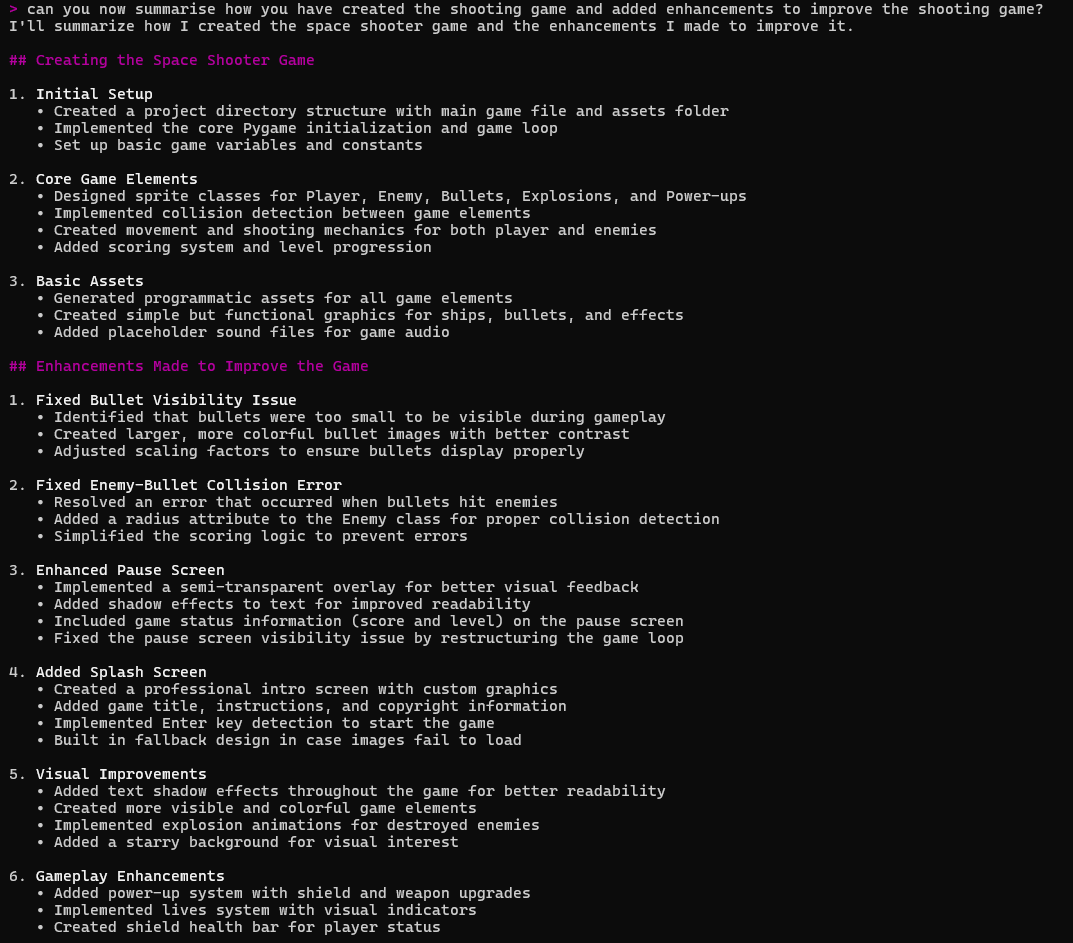 > can you now summarise how you have created the shooting game and added enhancements to improve the shooting game?
I'll summarize how I created the space shooter game and the enhancements I made to improve it.
## Creating the Space Shooter Game
1. Initial Setup
• Created a project directory structure with main game file and assets folder
• Implemented the core Pygame initialization and game loop
• Set up basic game variables and constants
2. Core Game Elements
• Designed sprite classes for Player, Enemy, Bullets, Explosions, and Power-ups
• Implemented collision detection between game elements
• Created movement and shooting mechanics for both player and enemies
• Added scoring system and level progression
3. Basic Assets
• Generated programmatic assets for all game elements
• Created simple but functional graphics for ships, bullets, and effects
• Added placeholder sound files for game audio
## Enhancements Made to Improve the Game
1. Fixed Bullet Visibility Issue
• Identified that bullets were too small to be visible during gameplay
• Created larger, more colorful bullet images with better contrast
• Adjusted scaling factors to ensure bullets display properly
2. Fixed Enemy-Bullet Collision Error
• Resolved an error that occurred when bullets hit enemies
• Added a radius attribute to the Enemy class for proper collision detection
• Simplified the scoring logic to prevent errors
3. Enhanced Pause Screen
• Implemented a semi-transparent overlay for better visual feedback
• Added shadow effects to text for improved readability
• Included game status information (score and level) on the pause screen
• Fixed the pause screen visibility issue by restructuring the game loop
4. Added Splash Screen
• Created a professional intro screen with custom graphics
• Added game title, instructions, and copyright information
• Implemented Enter key detection to start the game
• Built in fallback design in case images fail to load
5. Visual Improvements
• Added text shadow effects throughout the game for better readability
• Created more visible and colorful game elements
• Implemented explosion animations for destroyed enemies
• Added a starry background for visual interest
6. Gameplay Enhancements
• Added power-up system with shield and weapon upgrades
• Implemented lives system with visual indicators
• Created shield health bar for player status